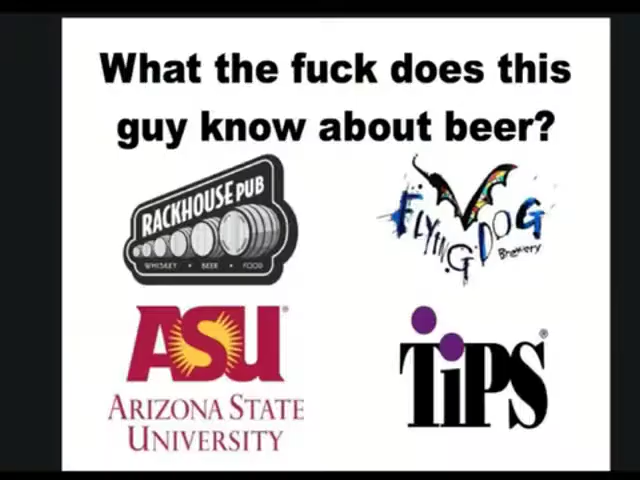 What the fuck does this
guy know about beer?
RACKHOUSE PUB
WHISKEY • BEER • FOOD
FLYING DOG
Brewery
ASU®
ARIZONA STATE
UNIVERSITY
TiPS®